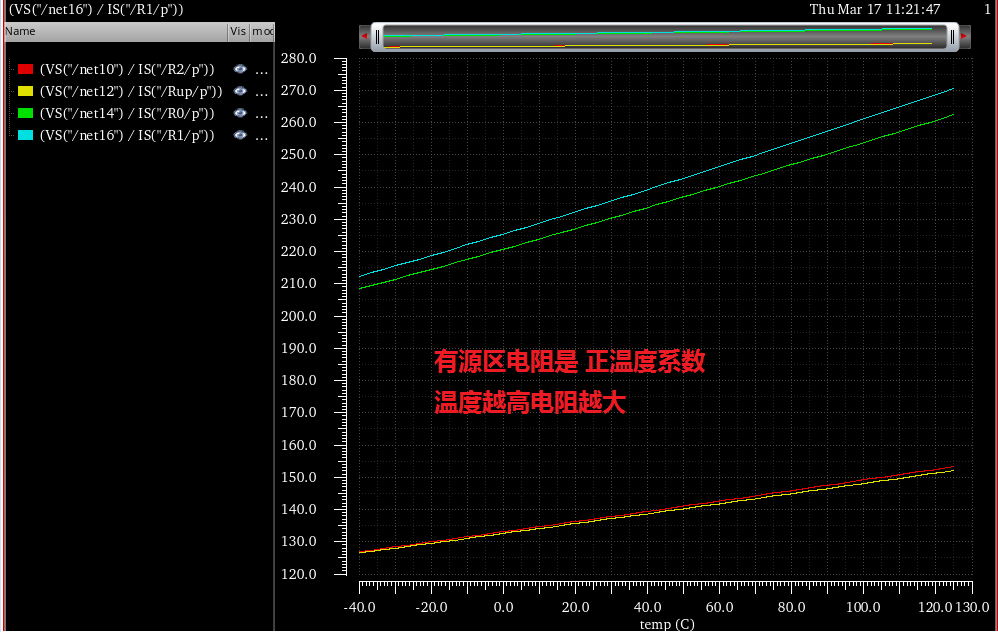 (VS("/net16") / IS("/R1/p"))
Thu Mar 17 11:21:47
1
Name
Vis
(VS("/net10") / IS("/R2/p"))
...
(VS("/net12") / IS("/Rup/p"))
...
(VS("/net14") / IS("/R0/p"))
...
(VS("/net16") / IS("/R1/p"))
...
280.0
270.0
260.0
250.0
240.0
230.0
220.0
210.0
200.0
190.0
180.0
170.0
160.0
150.0
140.0
130.0
120.0
有源区电阻是 正温度系数
温度越高电阻越大
-40.0 -20.0 0.0 20.0 40.0 60.0 80.0 100.0 120.0 130.0
temp (C)